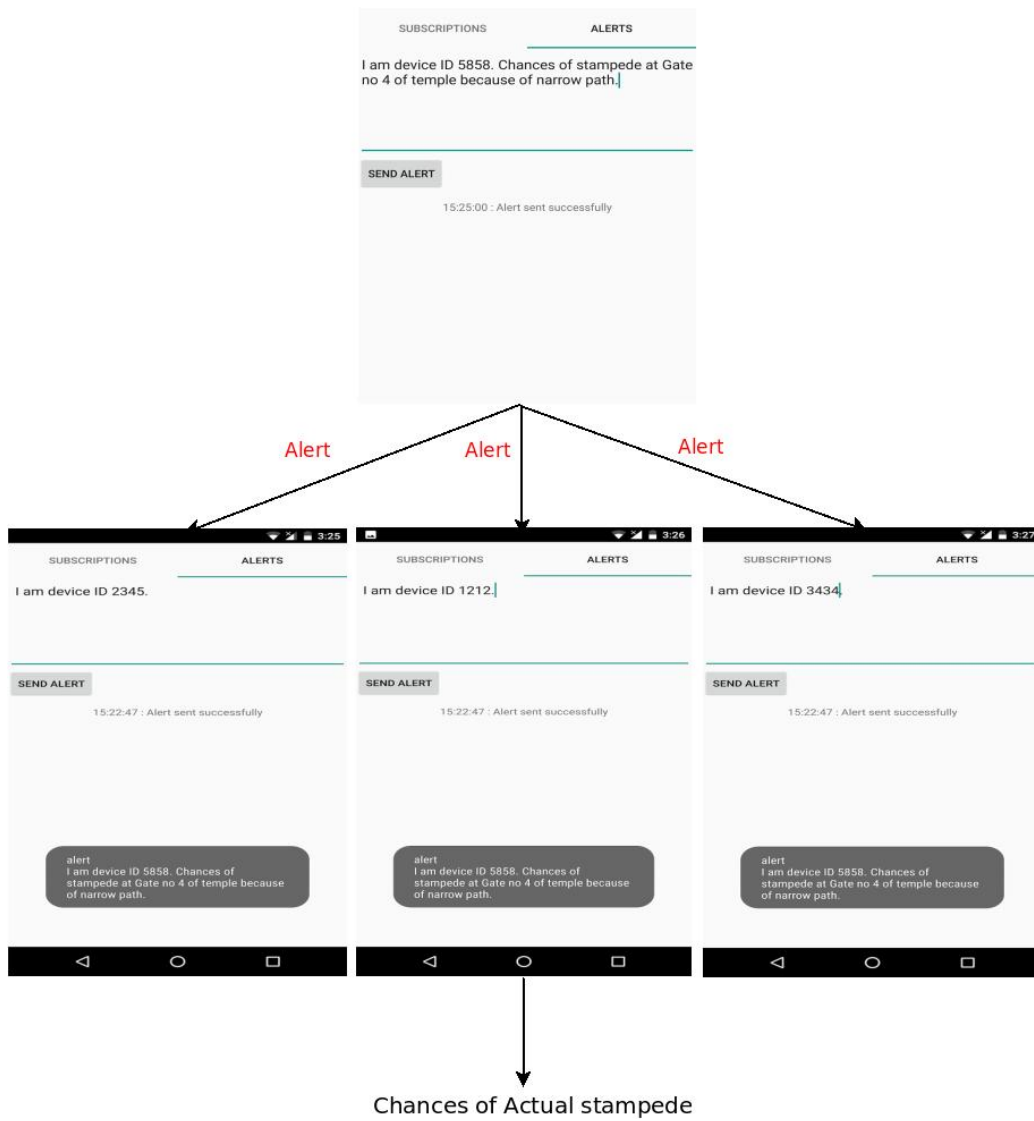 SUBSCRIPTIONS ALERTS
I am device ID 5858. Chances of stampede at Gate
no 4 of temple because of narrow path.
SEND ALERT
15:25:00 : Alert sent successfully
Alert Alert Alert
3:25
SUBSCRIPTIONS ALERTS
I am device ID 2345.
SEND ALERT
15:22:47 : Alert sent successfully
alert
I am device ID 5858. Chances of
stampede at Gate no 4 of temple because
of narrow path.
3:26
SUBSCRIPTIONS ALERTS
I am device ID 1212.
SEND ALERT
15:22:47 : Alert sent successfully
alert
I am device ID 5858. Chances of
stampede at Gate no 4 of temple because
of narrow path.
3:27
SUBSCRIPTIONS ALERTS
I am device ID 3434.
SEND ALERT
15:22:47 : Alert sent successfully
alert
I am device ID 5858. Chances of
stampede at Gate no 4 of temple because
of narrow path.
Chances of Actual stampede